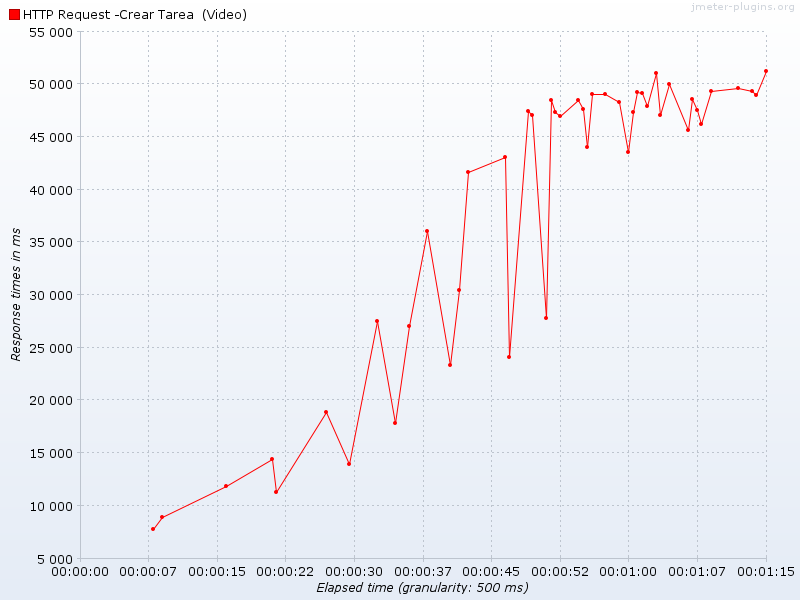 jmeter-plugins.org
HTTP Request -Crear Tarea  (Video)
55 000
50 000
45 000
40 000
35 000
30 000
25 000
20 000
15 000
10 000
5 000
Response times in ms
00:00:00 00:00:07 00:00:15 00:00:22 00:00:30 00:00:37 00:00:45 00:00:52 00:01:00 00:01:07 00:01:15
Elapsed time (granularity: 500 ms)